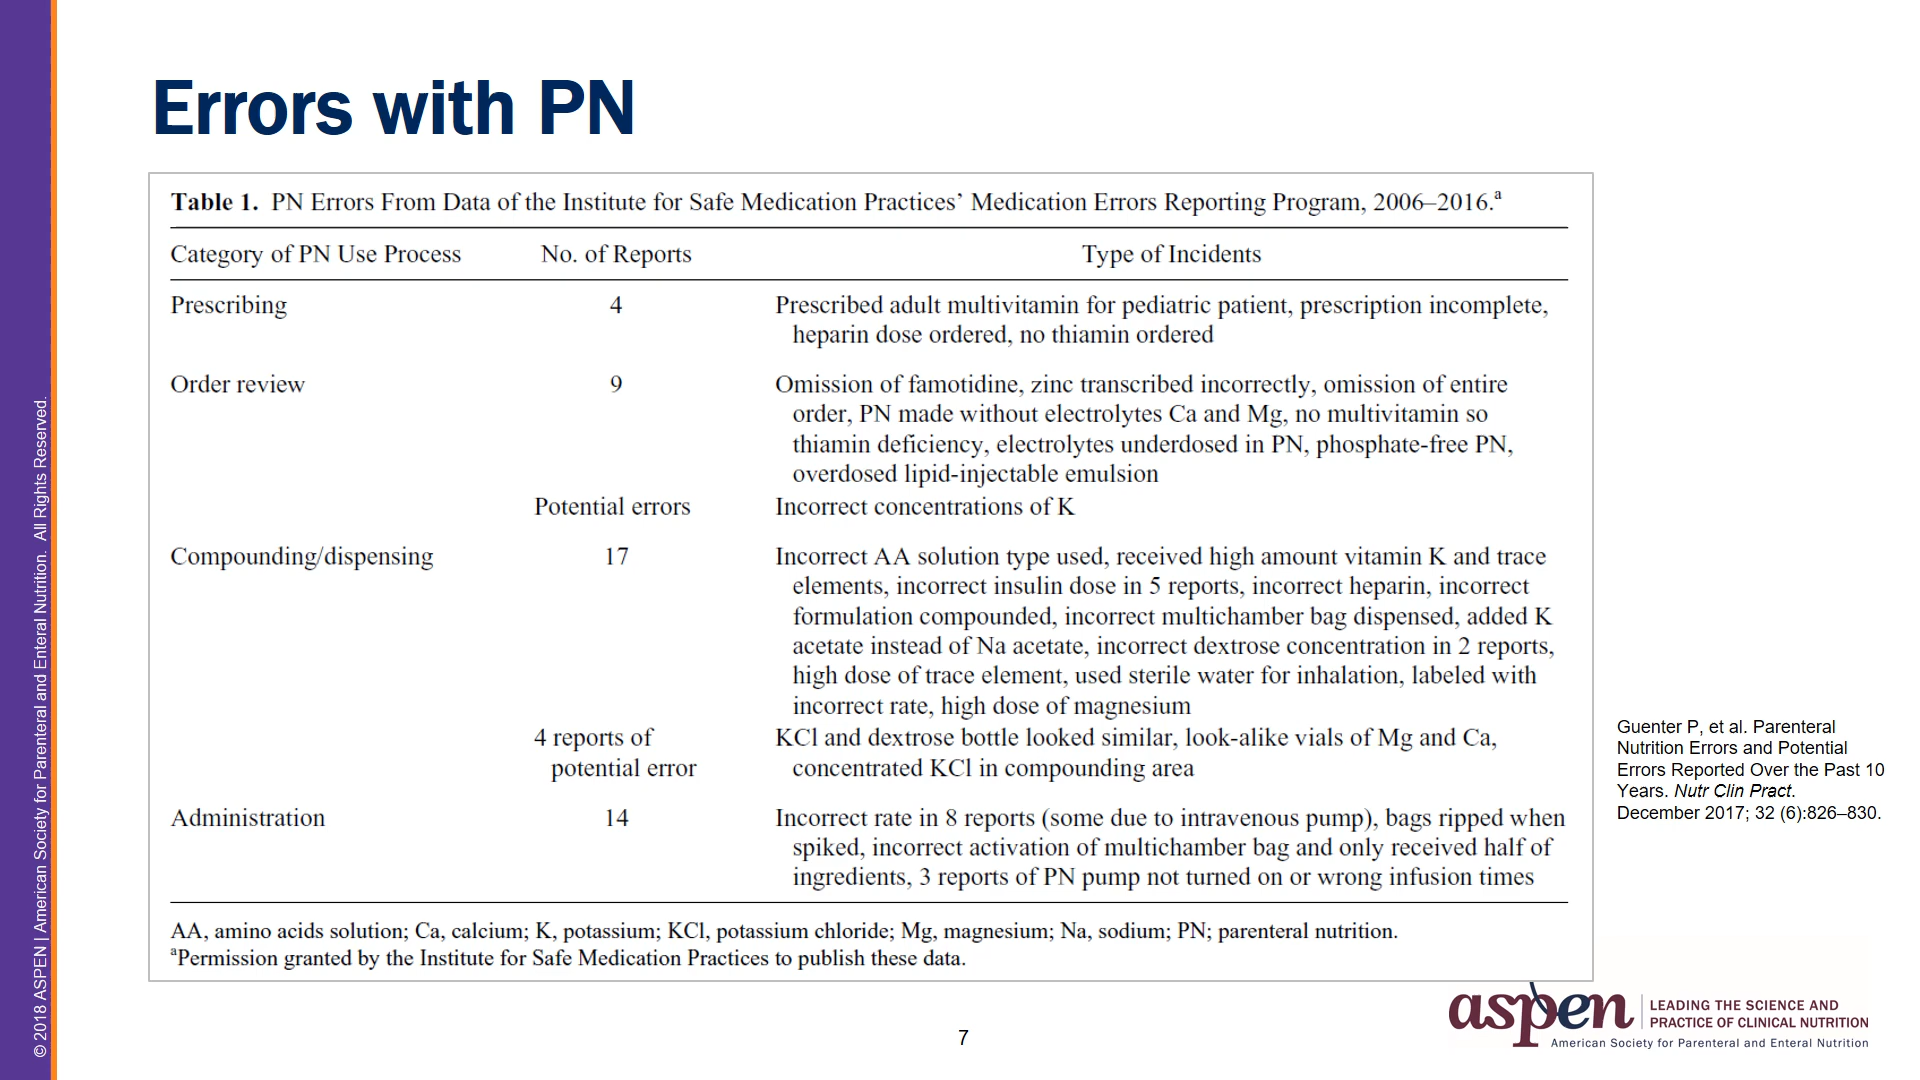 Errors with PN
Table 1. PN Errors From Data of the Institute for Safe Medication Practices’ Medication Errors Reporting Program, 2006–2016.a
Category of PN Use Process No. of Reports Type of Incidents
Prescribing 4 Prescribed adult multivitamin for pediatric patient, prescription incomplete,
heparin dose ordered, no thiamin ordered
Order review 9 Omission of famotidine, zinc transcribed incorrectly, omission of entire
order, PN made without electrolytes Ca and Mg, no multivitamin so
thiamin deficiency, electrolytes underdosed in PN, phosphate-free PN,
overdosed lipid-injectable emulsion
Potential errors Incorrect concentrations of K
Compounding/dispensing 17 Incorrect AA solution type used, received high amount vitamin K and trace
elements, incorrect insulin dose in 5 reports, incorrect heparin, incorrect
formulation compounded, incorrect multichamber bag dispensed, added K
acetate instead of Na acetate, incorrect dextrose concentration in 2 reports,
high dose of trace element, used sterile water for inhalation, labeled with
incorrect rate, high dose of magnesium
4 reports of KCl and dextrose bottle looked similar, look-alike vials of Mg and Ca,
potential error concentrated KCl in compounding area
Administration 14 Incorrect rate in 8 reports (some due to intravenous pump), bags ripped when
spiked, incorrect activation of multichamber bag and only received half of
ingredients, 3 reports of PN pump not turned on or wrong infusion times
AA, amino acids solution; Ca, calcium; K, potassium; KCl, potassium chloride; Mg, magnesium; Na, sodium; PN; parenteral nutrition.
aPermission granted by the Institute for Safe Medication Practices to publish these data.
Guenter P, et al. Parenteral
Nutrition Errors and Potential
Errors Reported Over the Past 10
Years. Nutr Clin Pract.
December 2017; 32 (6):826–830.
© 2018 ASPEN | American Society for Parenteral and Enteral Nutrition. All Rights Reserved.
7
aspen
LEADING THE SCIENCE AND
PRACTICE OF CLINICAL NUTRITION
American Society for Parenteral and Enteral Nutrition